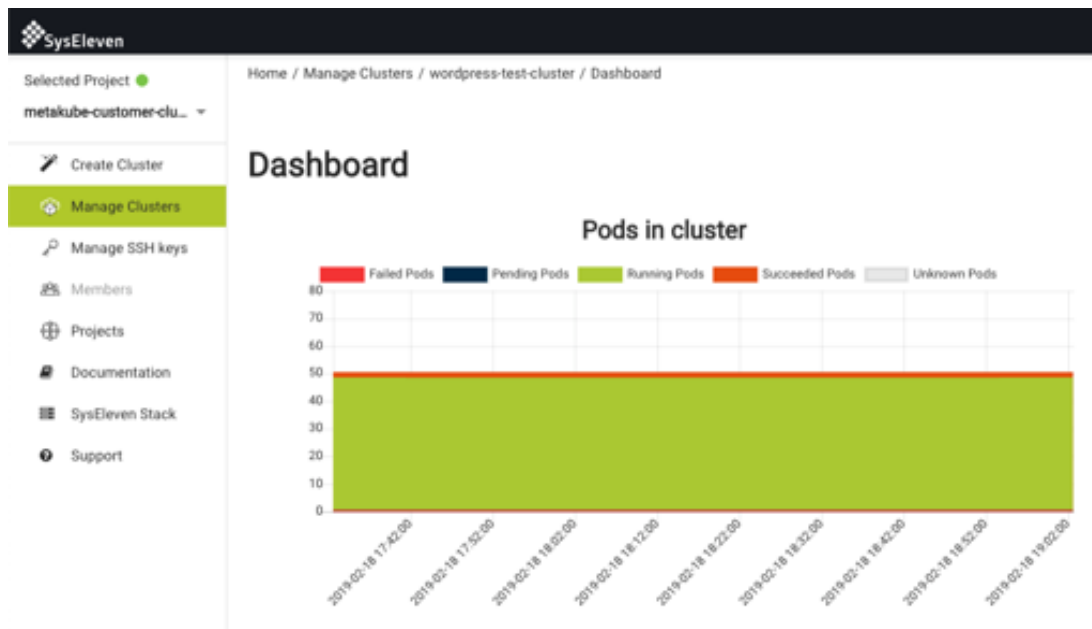 SysEleven
Selected Project
metakube-customer-clu...
Create Cluster
Manage Clusters
Manage SSH keys
Members
Projects
Documentation
SysEleven Stack
Support
Home / Manage Clusters / wordpress-test-cluster / Dashboard
Dashboard
Pods in cluster
Failed Pods Pending Pods Running Pods Succeeded Pods Unknown Pods
80
70
60
50
40
30
20
10
0
2019-02-18 17:42:00
2019-02-18 17:52:00
2019-02-18 18:02:00
2019-02-18 18:12:00
2019-02-18 18:22:00
2019-02-18 18:32:00
2019-02-18 18:42:00
2019-02-18 18:52:00
2019-02-18 19:02:00